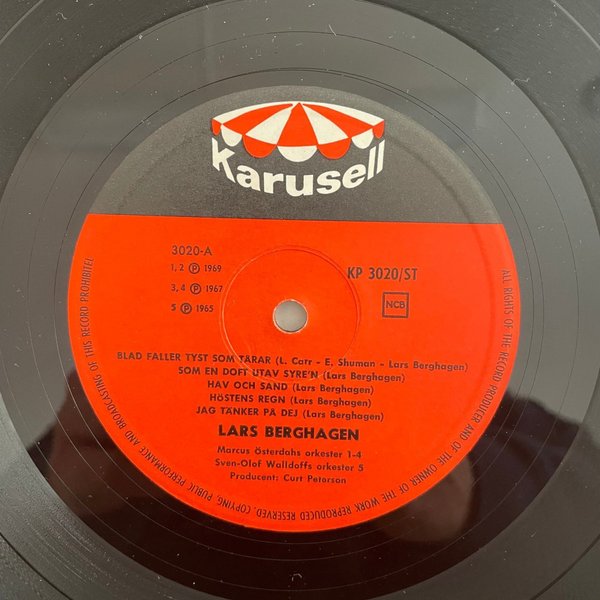 Karusell
3020-A
1, 2 Ⓟ 1969
3, 4 Ⓟ 1967
5 Ⓟ 1965
KP 3020/ST
NCB
BLAD FALLER TYST SOM TÅRAR (L. Catr - E. Shuman - Lars Berghagen)
SOM EN DOFT UTAV SYRE'N (Lars Berghagen)
HAV OCH SAND (Lars Berghagen)
HÖSTENS REGN (Lars Berghagen)
JAG TÄNKER PÅ DEJ (Lars Berghagen)
LARS BERGHAGEN
Marcus Österdahs orkester 1-4
Sven-Olof Walldoffs orkester 5
Producent: Curt Peterson
ALL RIGHTS OF THE RECORD PRODUCER AND OF THE OWNER OF THE WORK REPRODUCED RESERVED. COPYING, PUBLIC PERFORMANCE AND BROADCASTING OF THIS RECORD PROHIBITED